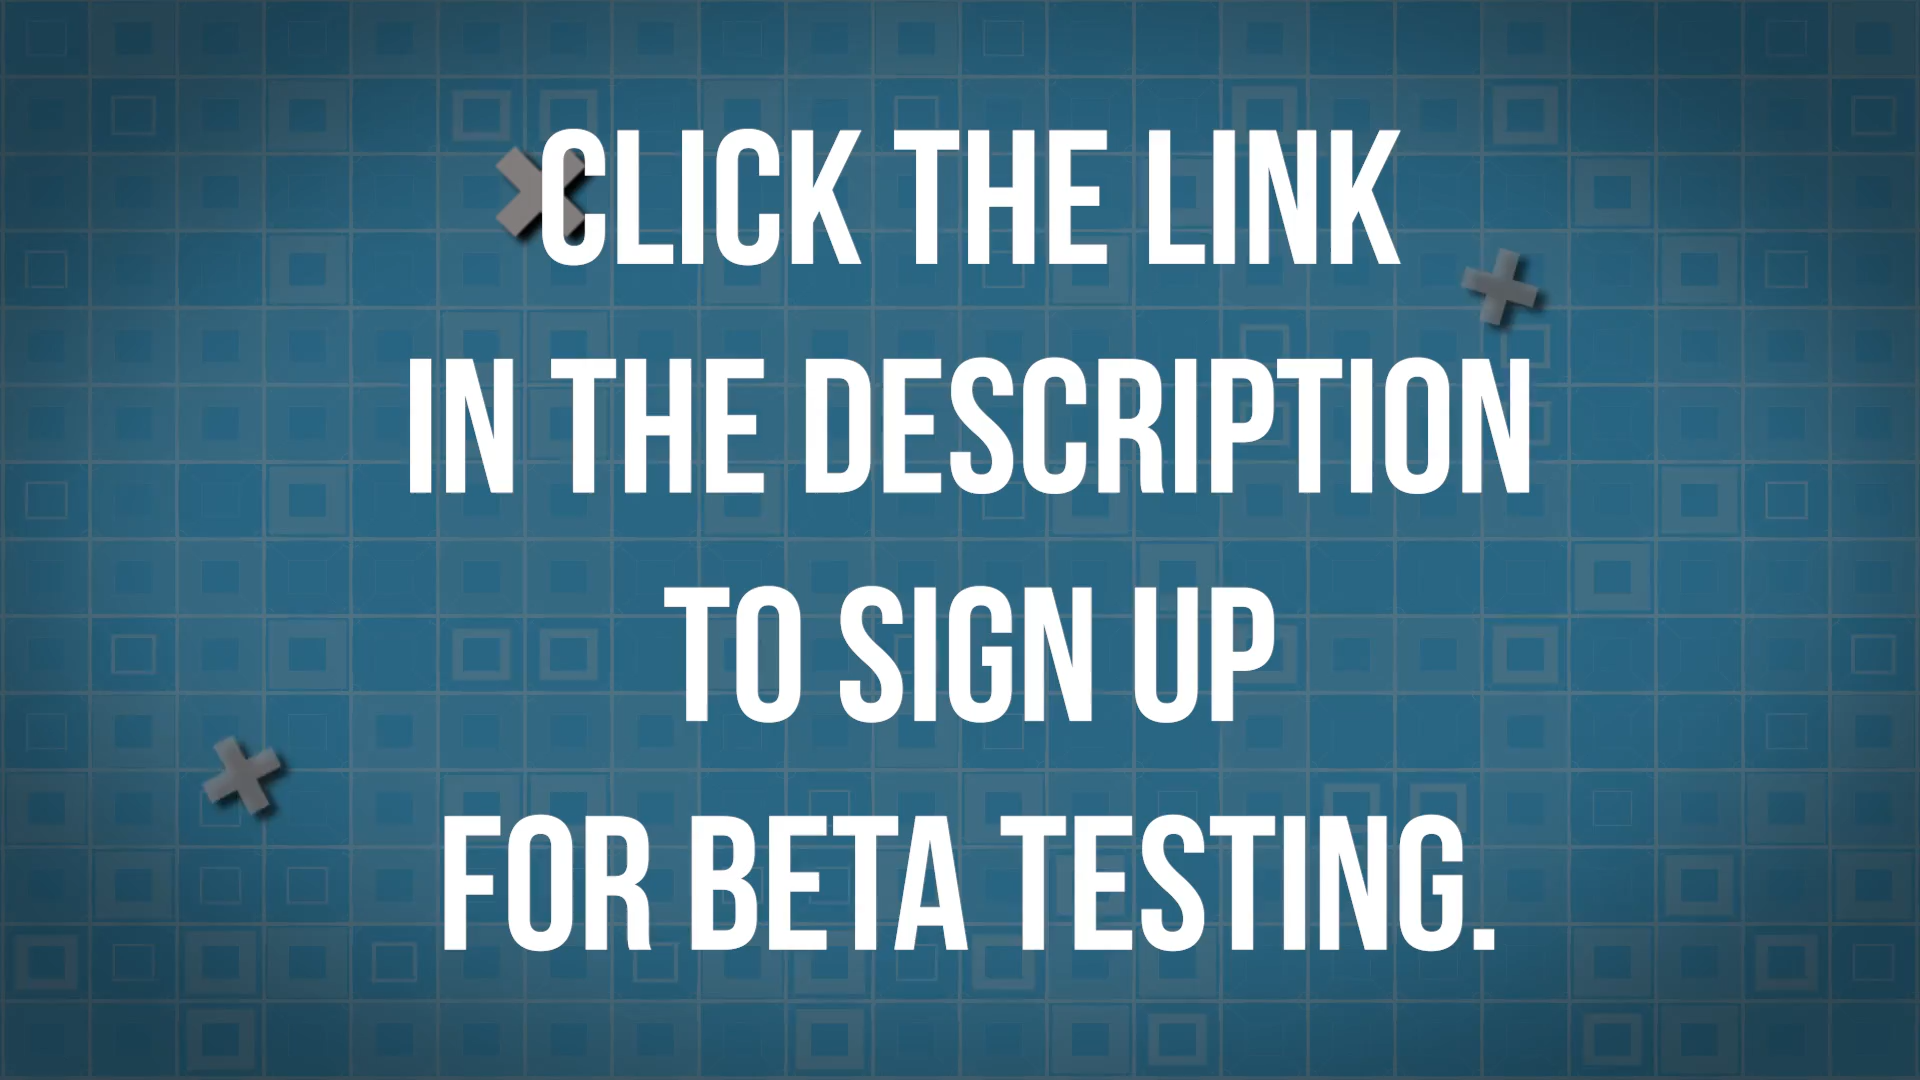 CLICK THE LINK
IN THE DESCRIPTION
TO SIGN UP
FOR BETA TESTING.